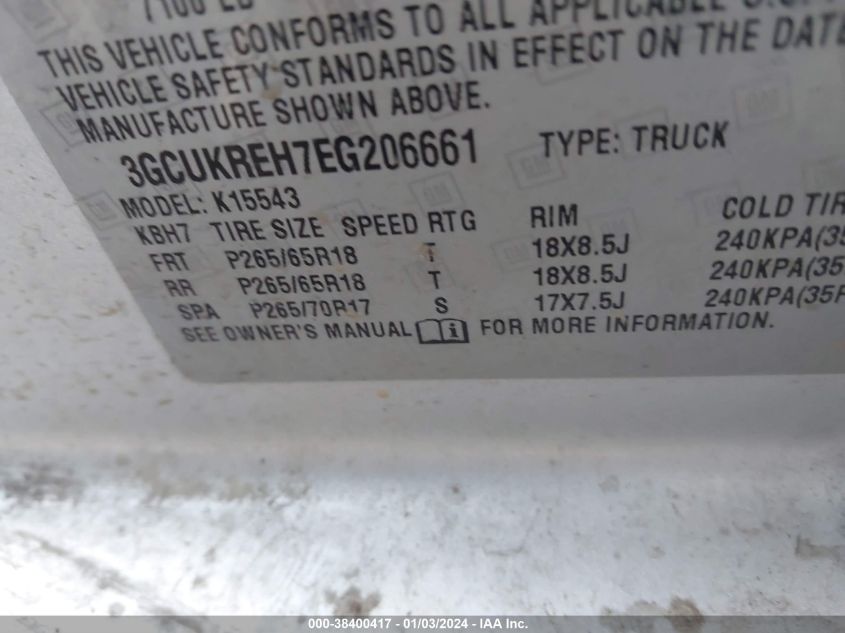 7100 LB
THIS VEHICLE CONFORMS TO ALL APPLICABLE U.S.
VEHICLE SAFETY STANDARDS IN EFFECT ON THE DATE
MANUFACTURE SHOWN ABOVE.
3GCUKREH7EG206661 TYPE: TRUCK
MODEL: K15543
KBH7 TIRE SIZE SPEED RTG RIM COLD TIR
FRT P265/65R18 T 18X8.5J 240KPA(35
RR P265/65R18 T 18X8.5J 240KPA(35
SPA P265/70R17 S 17X7.5J 240KPA(35P
SEE OWNER'S MANUAL FOR MORE INFORMATION.
000-38400417 - 01/03/2024 - IAA Inc.